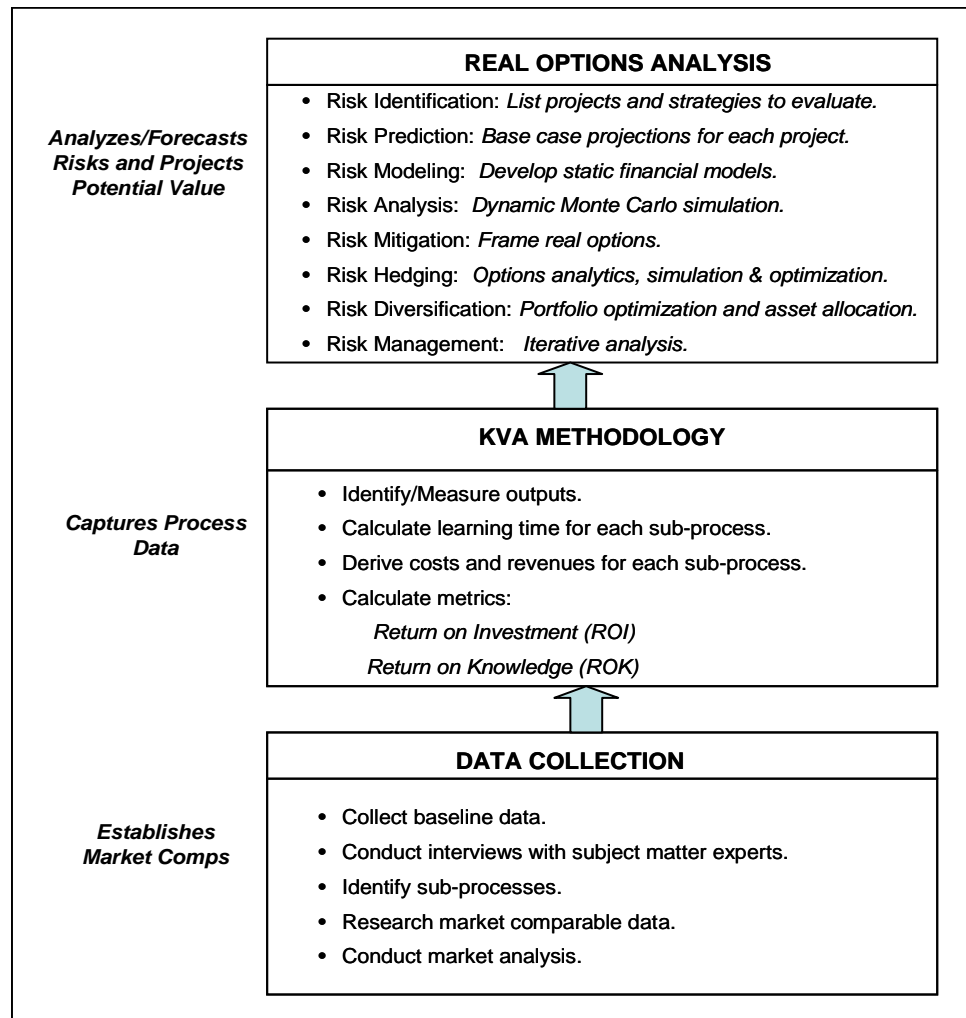 REAL OPTIONS ANALYSIS
Analyzes/Forecasts
Risks and Projects
Potential Value
• Risk Identification: List projects and strategies to evaluate.
• Risk Prediction: Base case projections for each project.
• Risk Modeling: Develop static financial models.
• Risk Analysis: Dynamic Monte Carlo simulation.
• Risk Mitigation: Frame real options.
• Risk Hedging: Options analytics, simulation & optimization.
• Risk Diversification: Portfolio optimization and asset allocation.
• Risk Management: Iterative analysis.
KVA METHODOLOGY
Captures Process
Data
• Identify/Measure outputs.
• Calculate learning time for each sub-process.
• Derive costs and revenues for each sub-process.
• Calculate metrics:
Return on Investment (ROI)
Return on Knowledge (ROK)
DATA COLLECTION
Establishes
Market Comps
• Collect baseline data.
• Conduct interviews with subject matter experts.
• Identify sub-processes.
• Research market comparable data.
• Conduct market analysis.